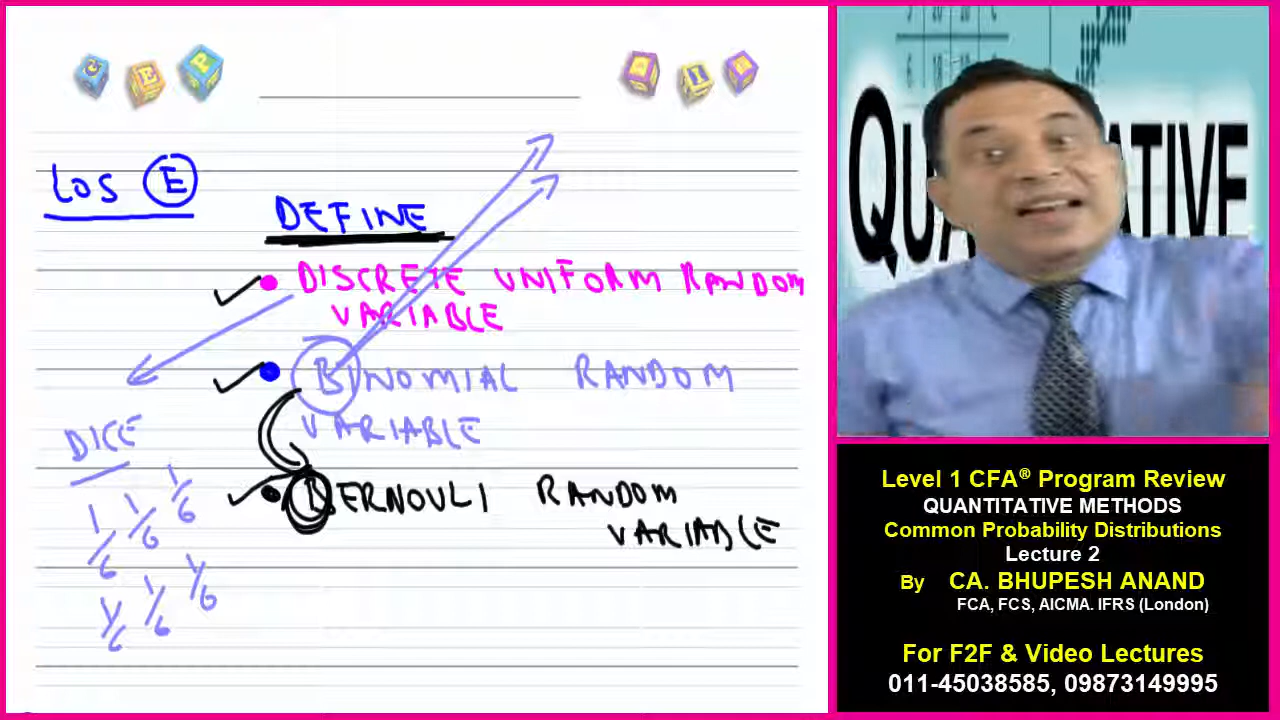 C E P
S I B
LOS E
DEFINE
DISCRETE UNIFORM RANDOM
VARIABLE
BINOMIAL RANDOM
VARIABLE
BERNOULI RANDOM
VARIABLE
DICE
1/6 1/6 1/6
1/6 1/6 1/6
QUANTITATIVE
Level 1 CFA® Program Review
QUANTITATIVE METHODS
Common Probability Distributions
Lecture 2
By CA. BHUPESH ANAND
FCA, FCS, AICMA. IFRS (London)
For F2F & Video Lectures
011-45038585, 09873149995